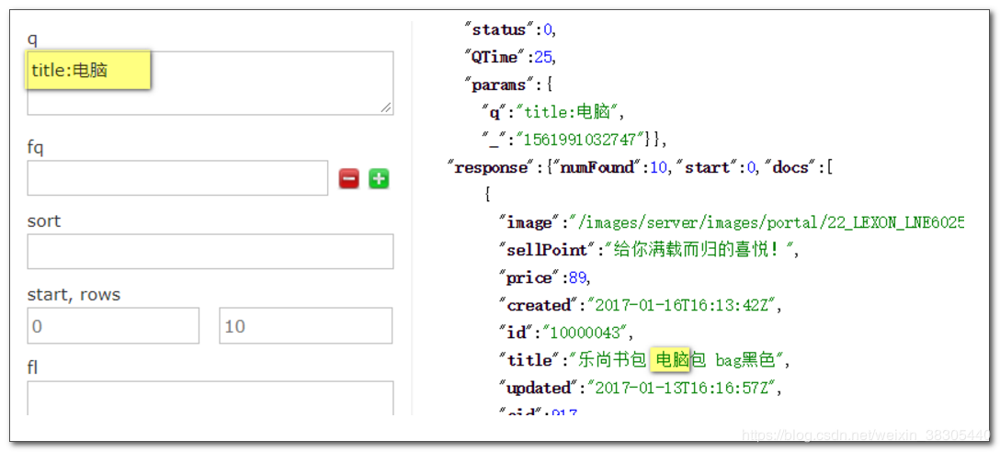 q
title:电脑
fq
sort
start, rows
0
10
fl
"status":0,
"QTime":25,
"params":{
"q":"title:电脑",
"_":"1561991032747"}},
"response":{"numFound":10,"start":0,"docs":[
{
"image":"/images/server/images/portal/22_LEXON_LNE6025
"sellPoint":"给你满载而归的喜悦！",
"price":89,
"created":"2017-01-16T16:13:42Z",
"id":"10000043",
"title":"乐尚书包 电脑包 bag黑色",
"updated":"2017-01-13T16:16:57Z",
"cid":917
https://blog.csdn.net/weixin_38305440